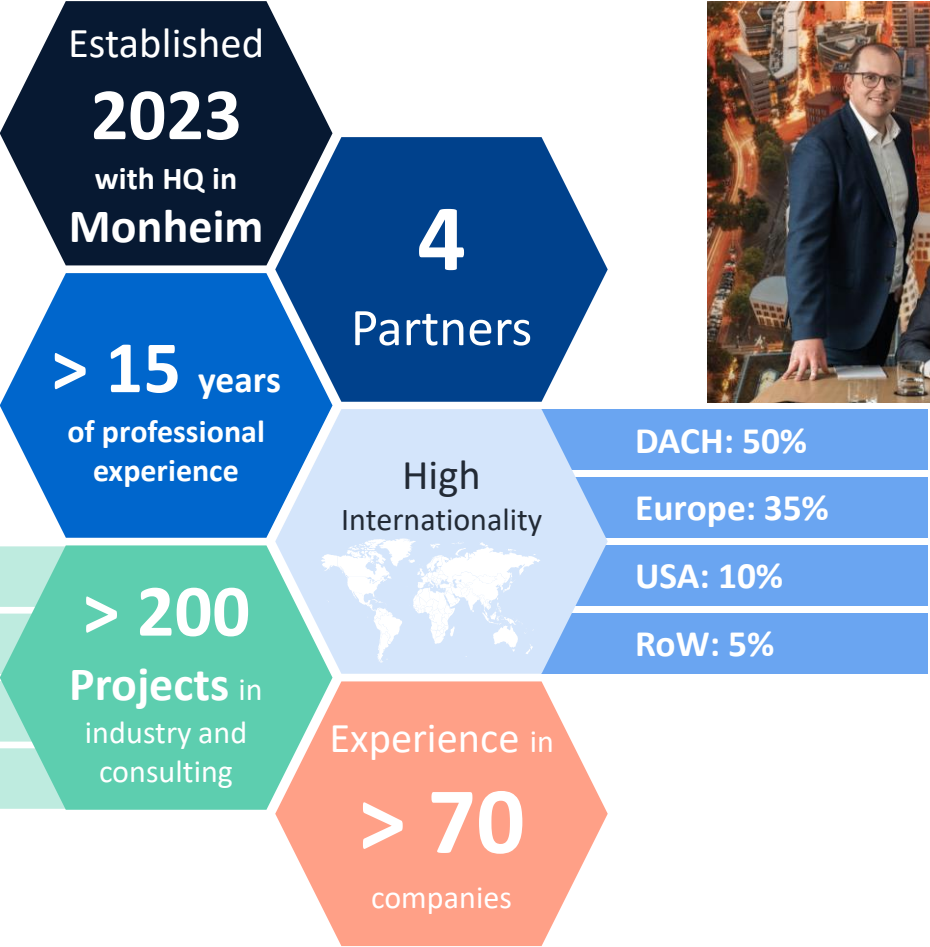 Established
2023
with HQ in
Monheim
4
Partners
> 15 years
of professional
experience
High
Internationality
DACH: 50%
Europe: 35%
USA: 10%
RoW: 5%
> 200
Projects in
industry and
consulting
Experience in
> 70
companies